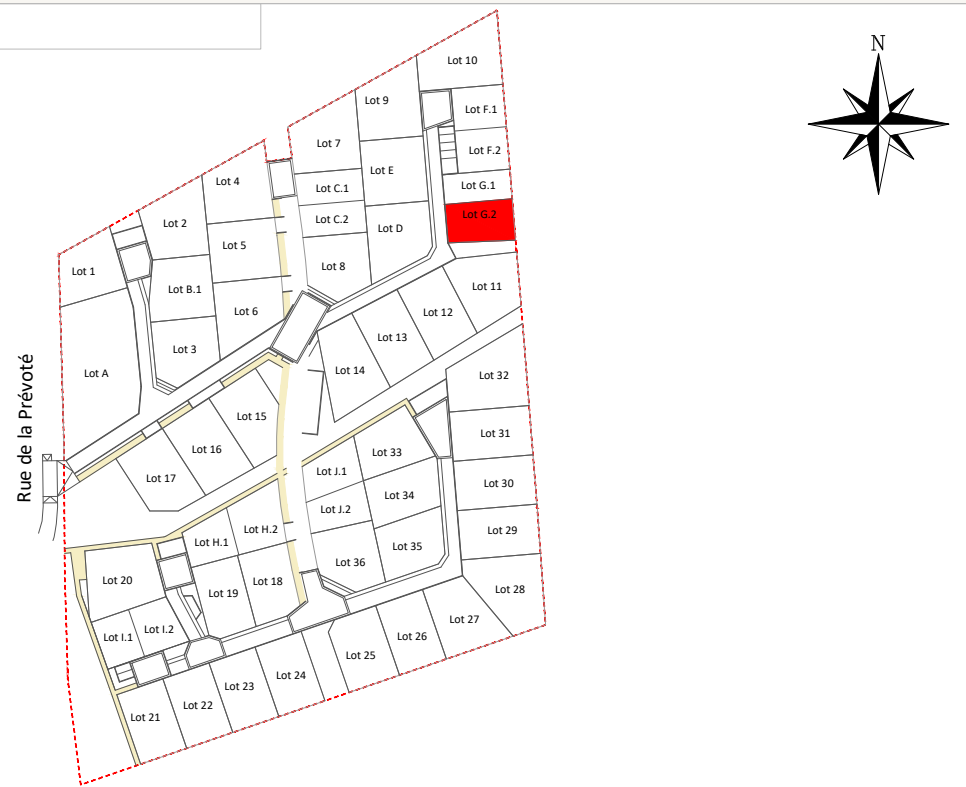 N
Lot 10
Lot 9
Lot F.1
Lot 7
Lot F.2
Lot E
Lot 4
Lot C.1
Lot G.1
Lot 2
Lot C.2
Lot D
Lot G.2
Lot 5
Lot 1
Lot 8
Lot B.1
Lot 11
Lot 6
Lot 12
Lot 3
Lot 13
Lot A
Lot 14
Lot 32
Rue de la Prévoté
Lot 15
Lot 31
Lot 16
Lot 33
Lot 17
Lot J.1
Lot 30
Lot 34
Lot J.2
Lot H.2
Lot 29
Lot H.1
Lot 35
Lot 36
Lot 20
Lot 18
Lot 28
Lot 19
Lot 27
Lot I.1
Lot I.2
Lot 26
Lot 25
Lot 24
Lot 23
Lot 22
Lot 21